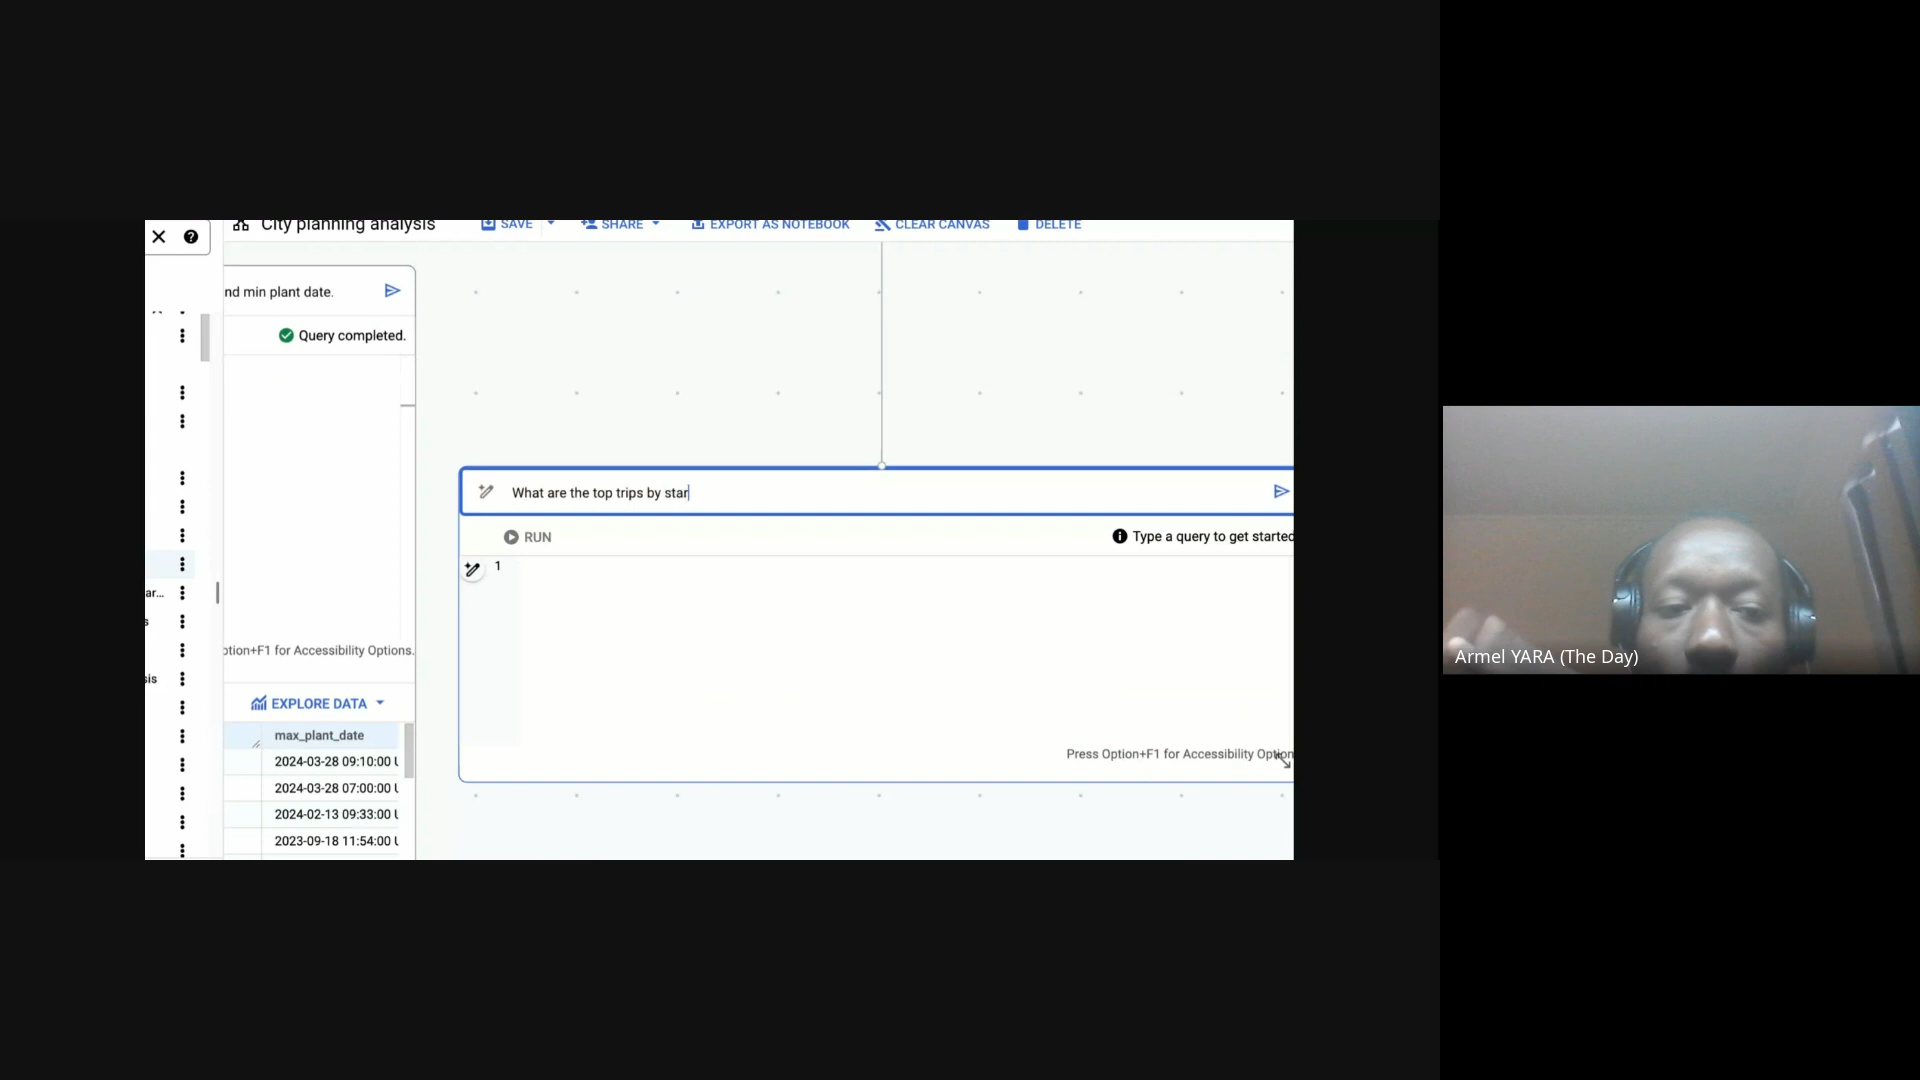 City planning analysis
SAVE
SHARE
EXPORT AS NOTEBOOK
CLEAR CANVAS
DELETE
nd min plant date.
Query completed.
What are the top trips by star
RUN
Type a query to get started
1
ar...
s
sis
ption+F1 for Accessibility Options.
Press Option+F1 for Accessibility Option
EXPLORE DATA
max_plant_date
2024-03-28 09:10:00 U
2024-03-28 07:00:00 U
2024-02-13 09:33:00 U
2023-09-18 11:54:00 U
Armel YARA (The Day)